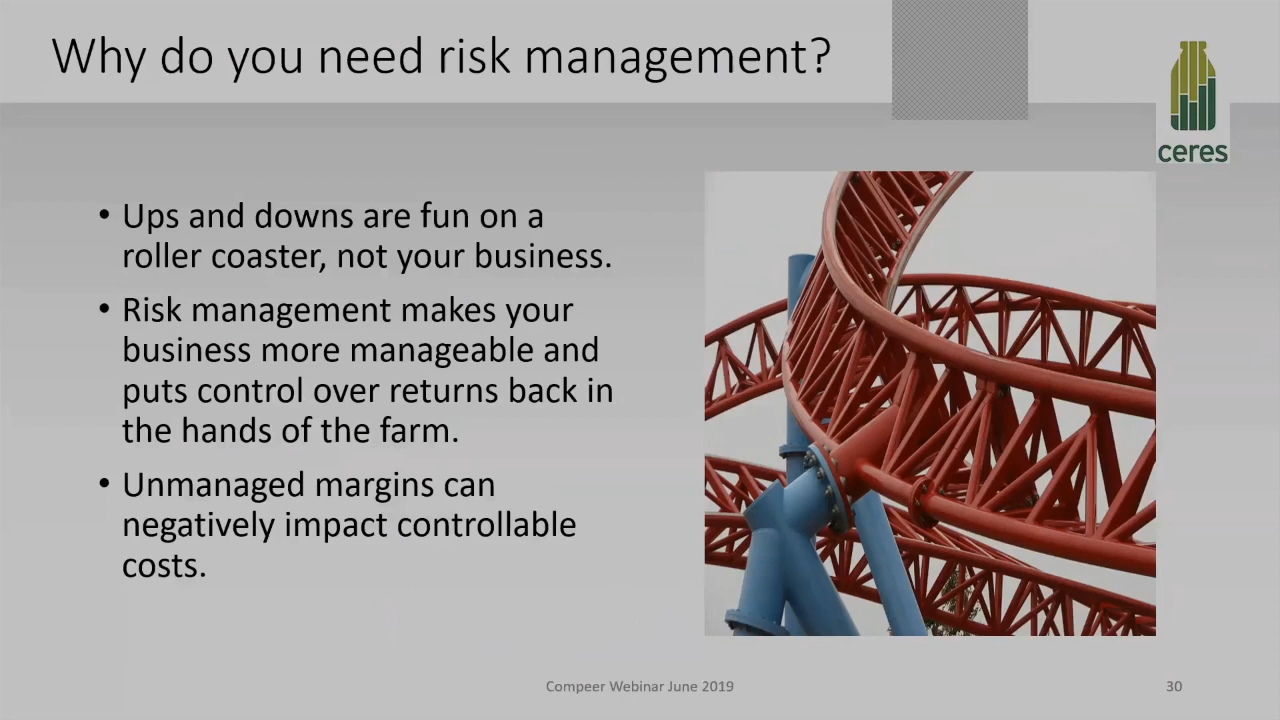 Why do you need risk management?
ceres
• Ups and downs are fun on a
roller coaster, not your business.
• Risk management makes your
business more manageable and
puts control over returns back in
the hands of the farm.
• Unmanaged margins can
negatively impact controllable
costs.
Compeer Webinar June 2019
30